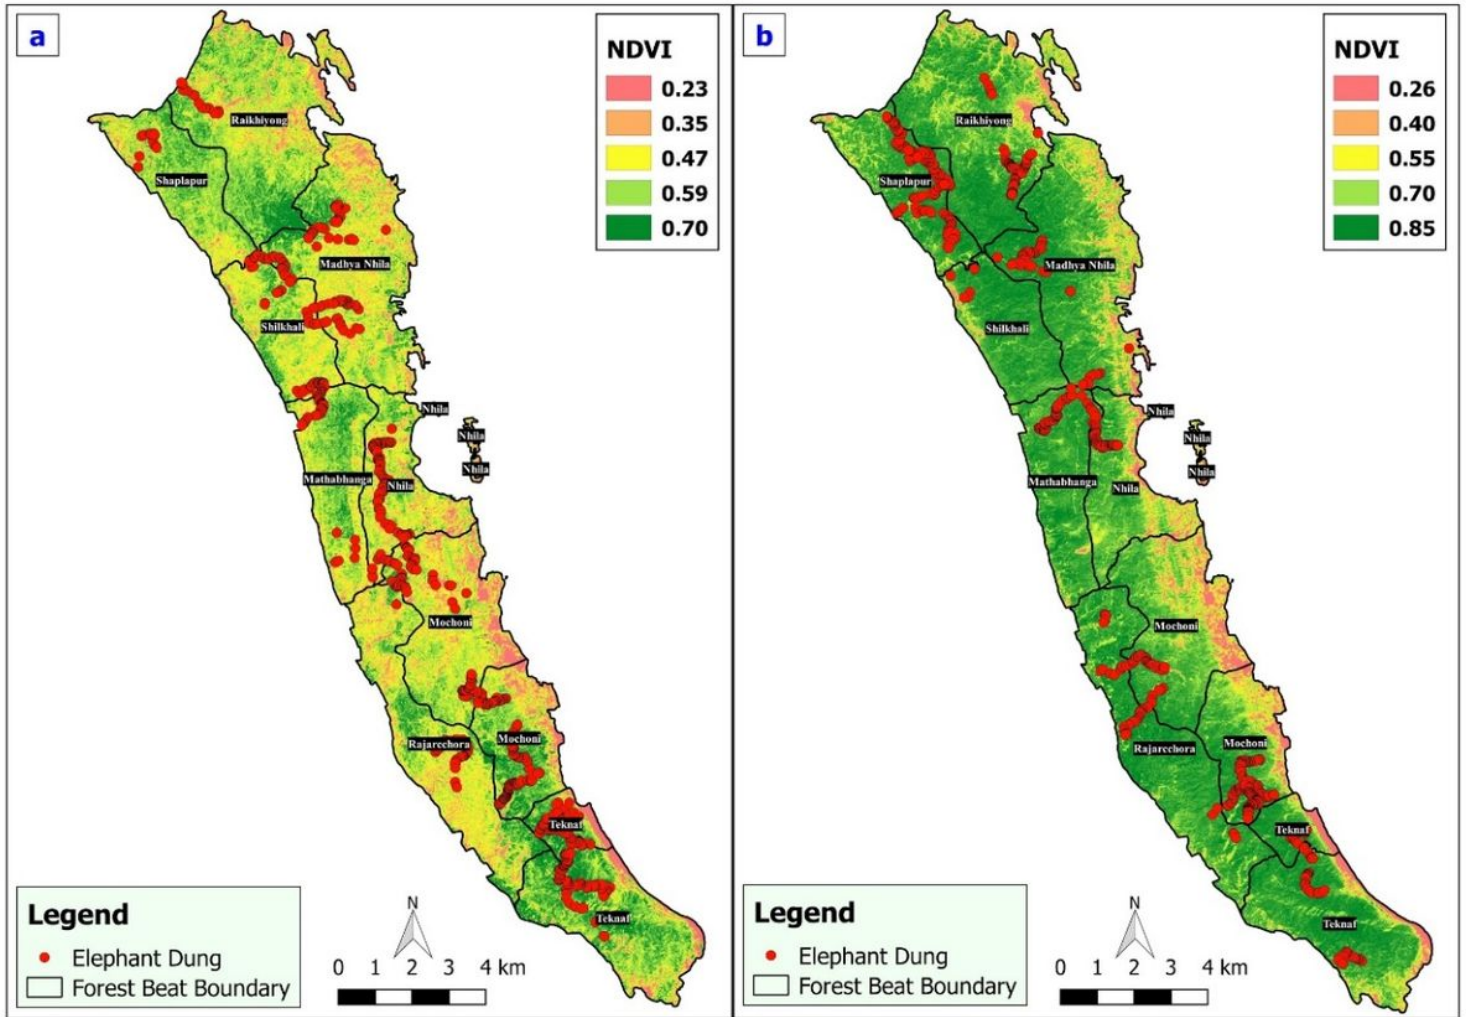 a
NDVI
0.23
0.35
0.47
0.59
0.70
Raikhiyong
Shaplapur
Madhya Nhila
Shilkhali
Nhila
Nhila
Nhila
Mathabhanga
Nhila
Mochoni
Rajarcchora
Mochoni
Teknaf
Teknaf
Legend
Elephant Dung
Forest Beat Boundary
N
0 1 2 3 4 km
b
NDVI
0.26
0.40
0.55
0.70
0.85
Raikhiyong
Shaplapur
Madhya Nhila
Shilkhali
Nhila
Nhila
Nhila
Mathabhanga
Nhila
Mochoni
Rajarcchora
Mochoni
Teknaf
Teknaf
Legend
Elephant Dung
Forest Beat Boundary
N
0 1 2 3 4 km